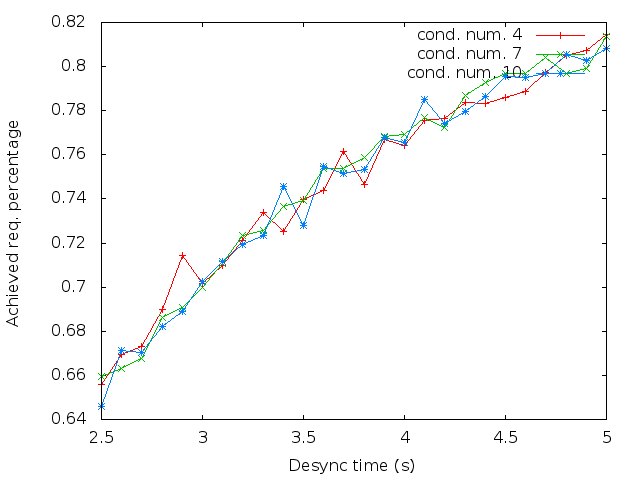 0.82
0.8
0.78
0.76
0.74
0.72
0.7
0.68
0.66
0.64
2.5 3 3.5 4 4.5 5
Achieved req. percentage
Desync time (s)
cond. num. 4
cond. num. 7
cond. num. 10